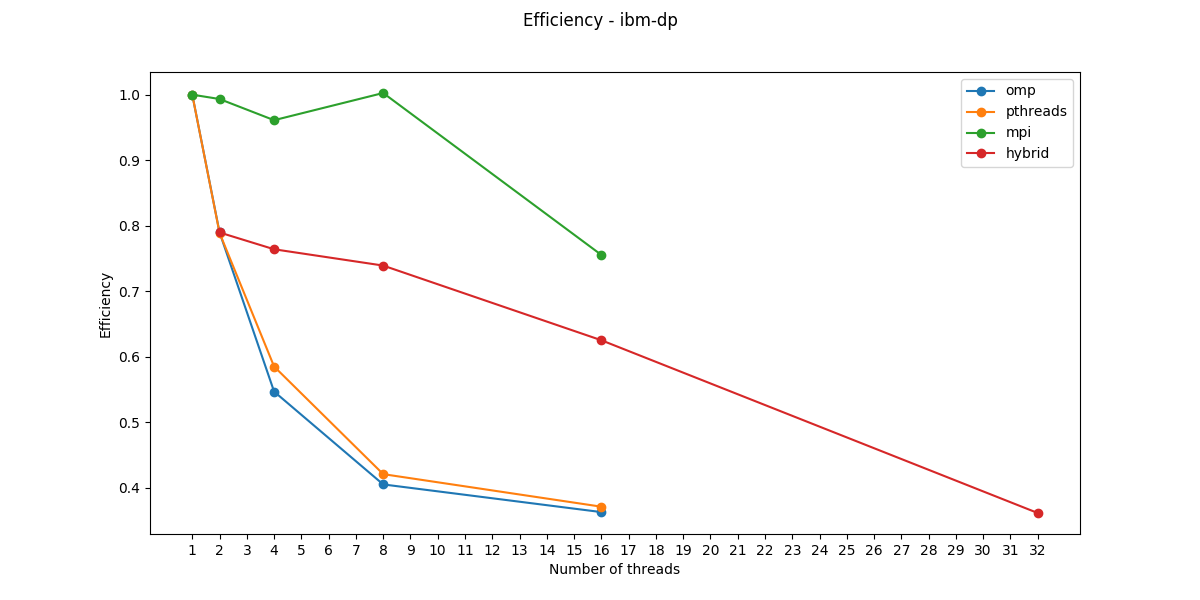 Efficiency - ibm-dp
omp
pthreads
mpi
hybrid
1.0
0.9
0.8
0.7
0.6
0.5
0.4
Efficiency
1 2 3 4 5 6 7 8 9 10 11 12 13 14 15 16 17 18 19 20 21 22 23 24 25 26 27 28 29 30 31 32
Number of threads